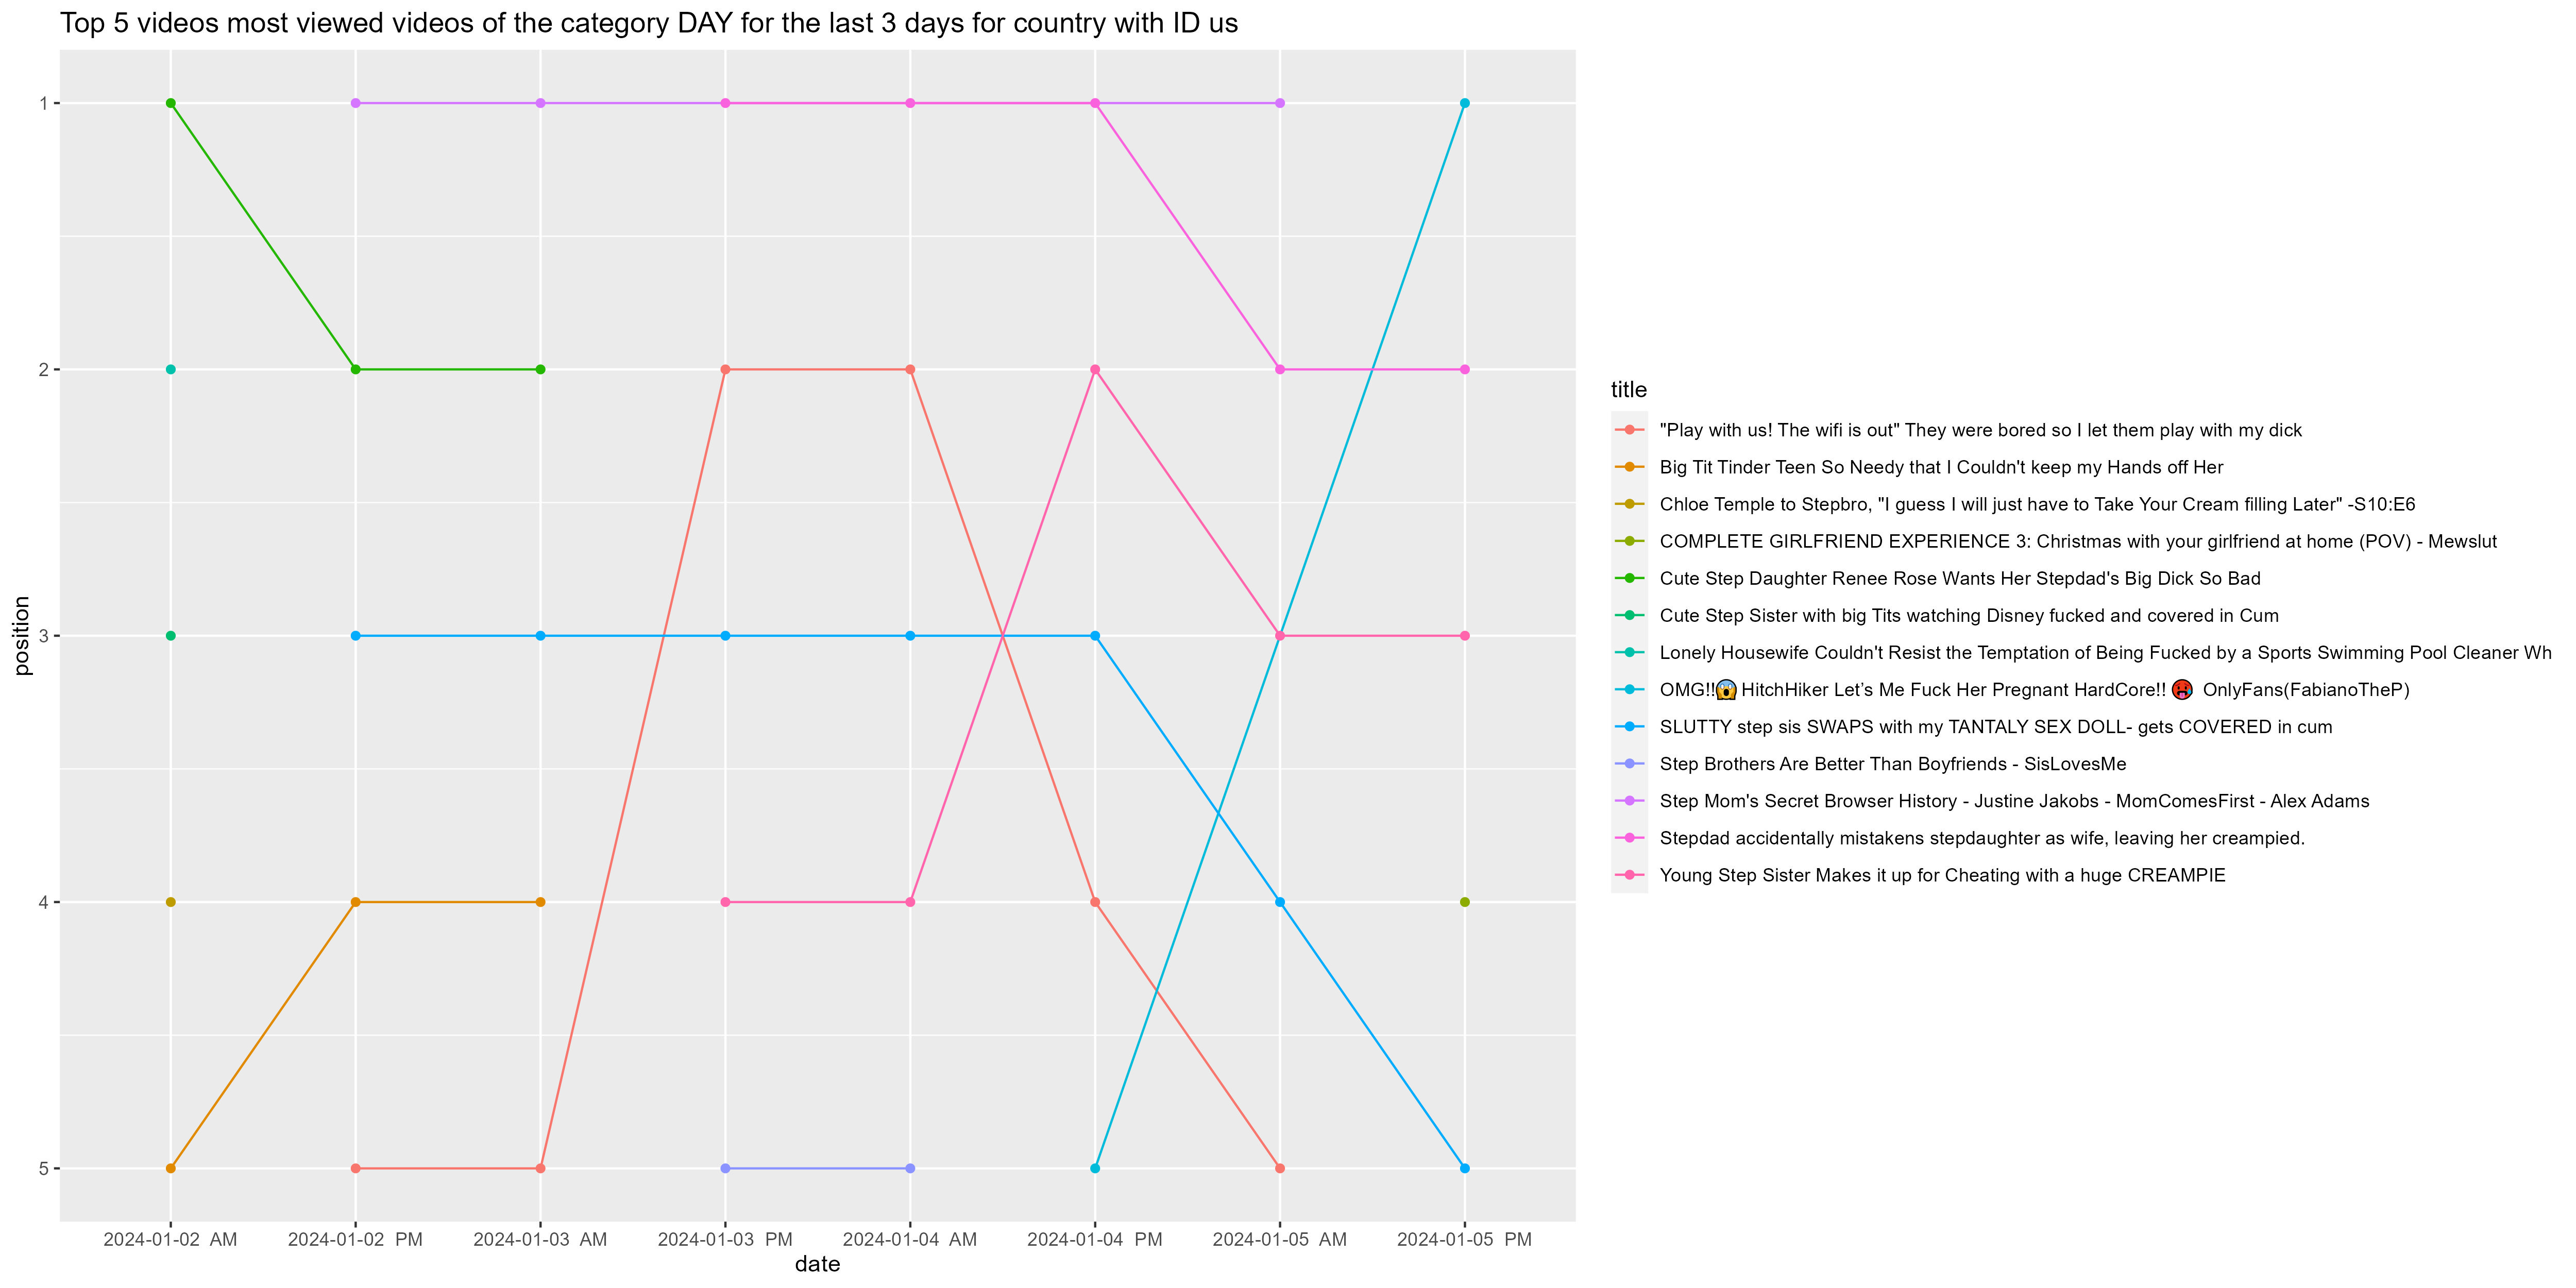 Top 5 videos most viewed videos of the category DAY for the last 3 days for country with ID us
position
1
2
3
4
5
2024-01-02 AM
2024-01-02 PM
2024-01-03 AM
2024-01-03 PM
2024-01-04 AM
2024-01-04 PM
2024-01-05 AM
2024-01-05 PM
date
title
"Play with us! The wifi is out" They were bored so I let them play with my dick
Big Tit Tinder Teen So Needy that I Couldn't keep my Hands off Her
Chloe Temple to Stepbro, "I guess I will just have to Take Your Cream filling Later" -S10:E6
COMPLETE GIRLFRIEND EXPERIENCE 3: Christmas with your girlfriend at home (POV) - Mewslut
Cute Step Daughter Renee Rose Wants Her Stepdad's Big Dick So Bad
Cute Step Sister with big Tits watching Disney fucked and covered in Cum
Lonely Housewife Couldn't Resist the Temptation of Being Fucked by a Sports Swimming Pool Cleaner Wh
OMG!!😱 HitchHiker Let’s Me Fuck Her Pregnant HardCore!! 🥵 OnlyFans(FabianoTheP)
SLUTTY step sis SWAPS with my TANTALY SEX DOLL- gets COVERED in cum
Step Brothers Are Better Than Boyfriends - SisLovesMe
Step Mom's Secret Browser History - Justine Jakobs - MomComesFirst - Alex Adams
Stepdad accidentally mistakens stepdaughter as wife, leaving her creampied.
Young Step Sister Makes it up for Cheating with a huge CREAMPIE